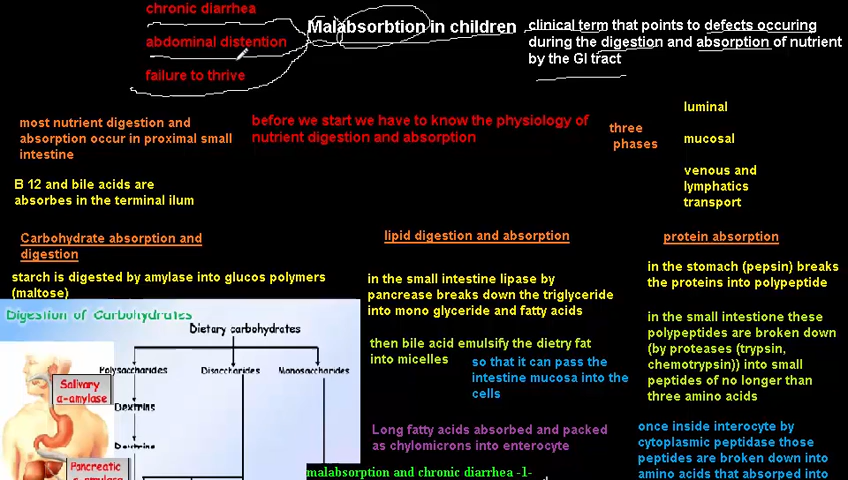 chronic diarrhea
abdominal distention
failure to thrive
Malabsorbtion in children
clinical term that points to defects occuring
during the digestion and absorption of nutrient
by the GI tract
most nutrient digestion and
absorption occur in proximal small
intestine
B 12 and bile acids are
absorbes in the terminal ilum
before we start we have to know the physiology of
nutrient digestion and absorption
three
phases
luminal
mucosal
venous and
lymphatics
transport
Carbohydrate absorption and
digestion
starch is digested by amylase into glucos polymers
(maltose)
Digestion of Carbohydrates
Dietary carbohydrates
Polysaccharides
Disaccharides
Monosaccharides
Salivary
α-amylase
Dextrins
Dextrins
Pancreatic
α-amylase
lipid digestion and absorption
in the small intestine lipase by
pancrease breaks down the triglyceride
into mono glyceride and fatty acids
then bile acid emulsify the dietry fat
into micelles
so that it can pass the
intestine mucosa into the
cells
Long fatty acids absorbed and packed
as chylomicrons into enterocyte
protein absorption
in the stomach (pepsin) breaks
the proteins into polypeptide
in the small intestione these
polypeptides are broken down
(by proteases (trypsin,
chemotrypsin)) into small
peptides of no longer than
three amino acids
once inside interocyte by
cytoplasmic peptidase those
peptides are broken down into
amino acids that absorped into
malabsorption and chronic diarrhea -1-